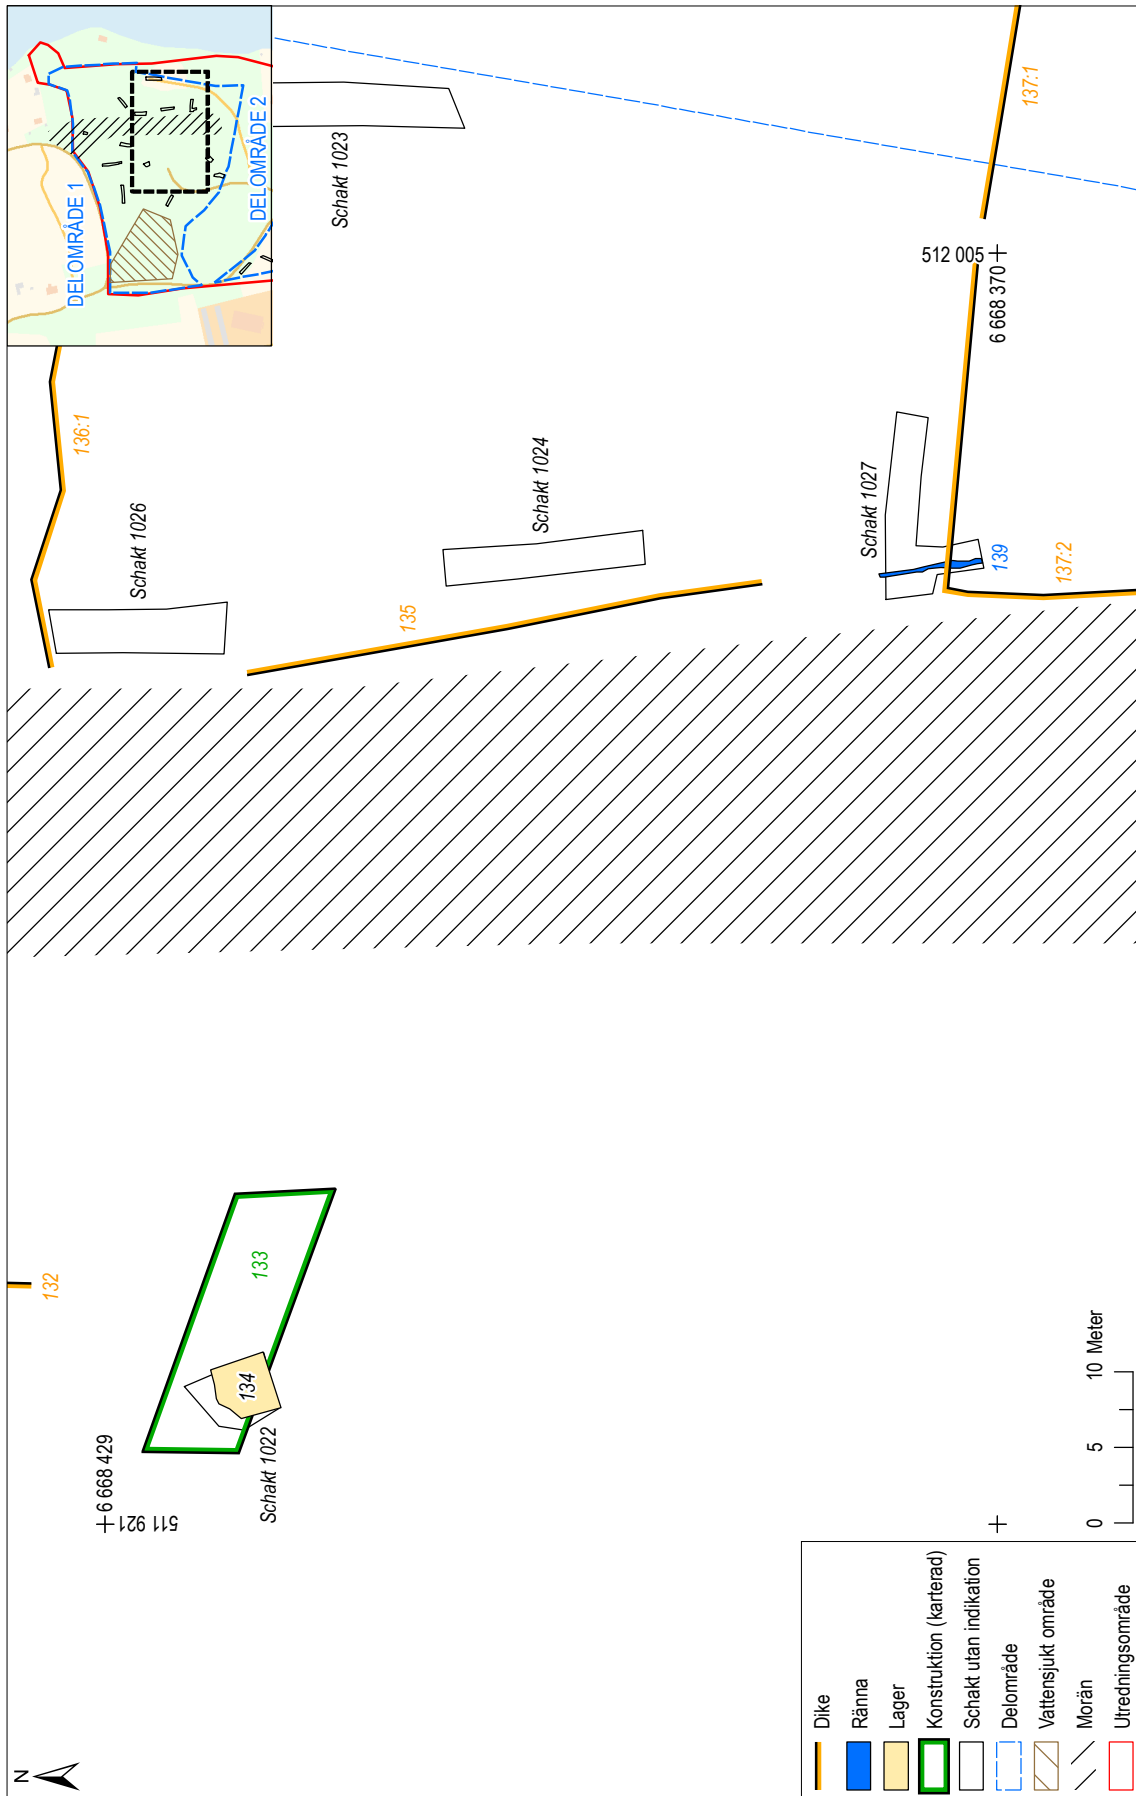 N
132
6 668 429
511 921
133
134
Schakt 1022
136:1
Schakt 1026
135
Schakt 1024
Schakt 1023
DELOMRÅDE 1
DELOMRÅDE 2
Schakt 1027
139
137:2
137:1
512 005
6 668 370
0 5 10 Meter
Dike
Ränna
Lager
Konstruktion (karterad)
Schakt utan indikation
Delområde
Vattensjukt område
Morän
Utredningsområde